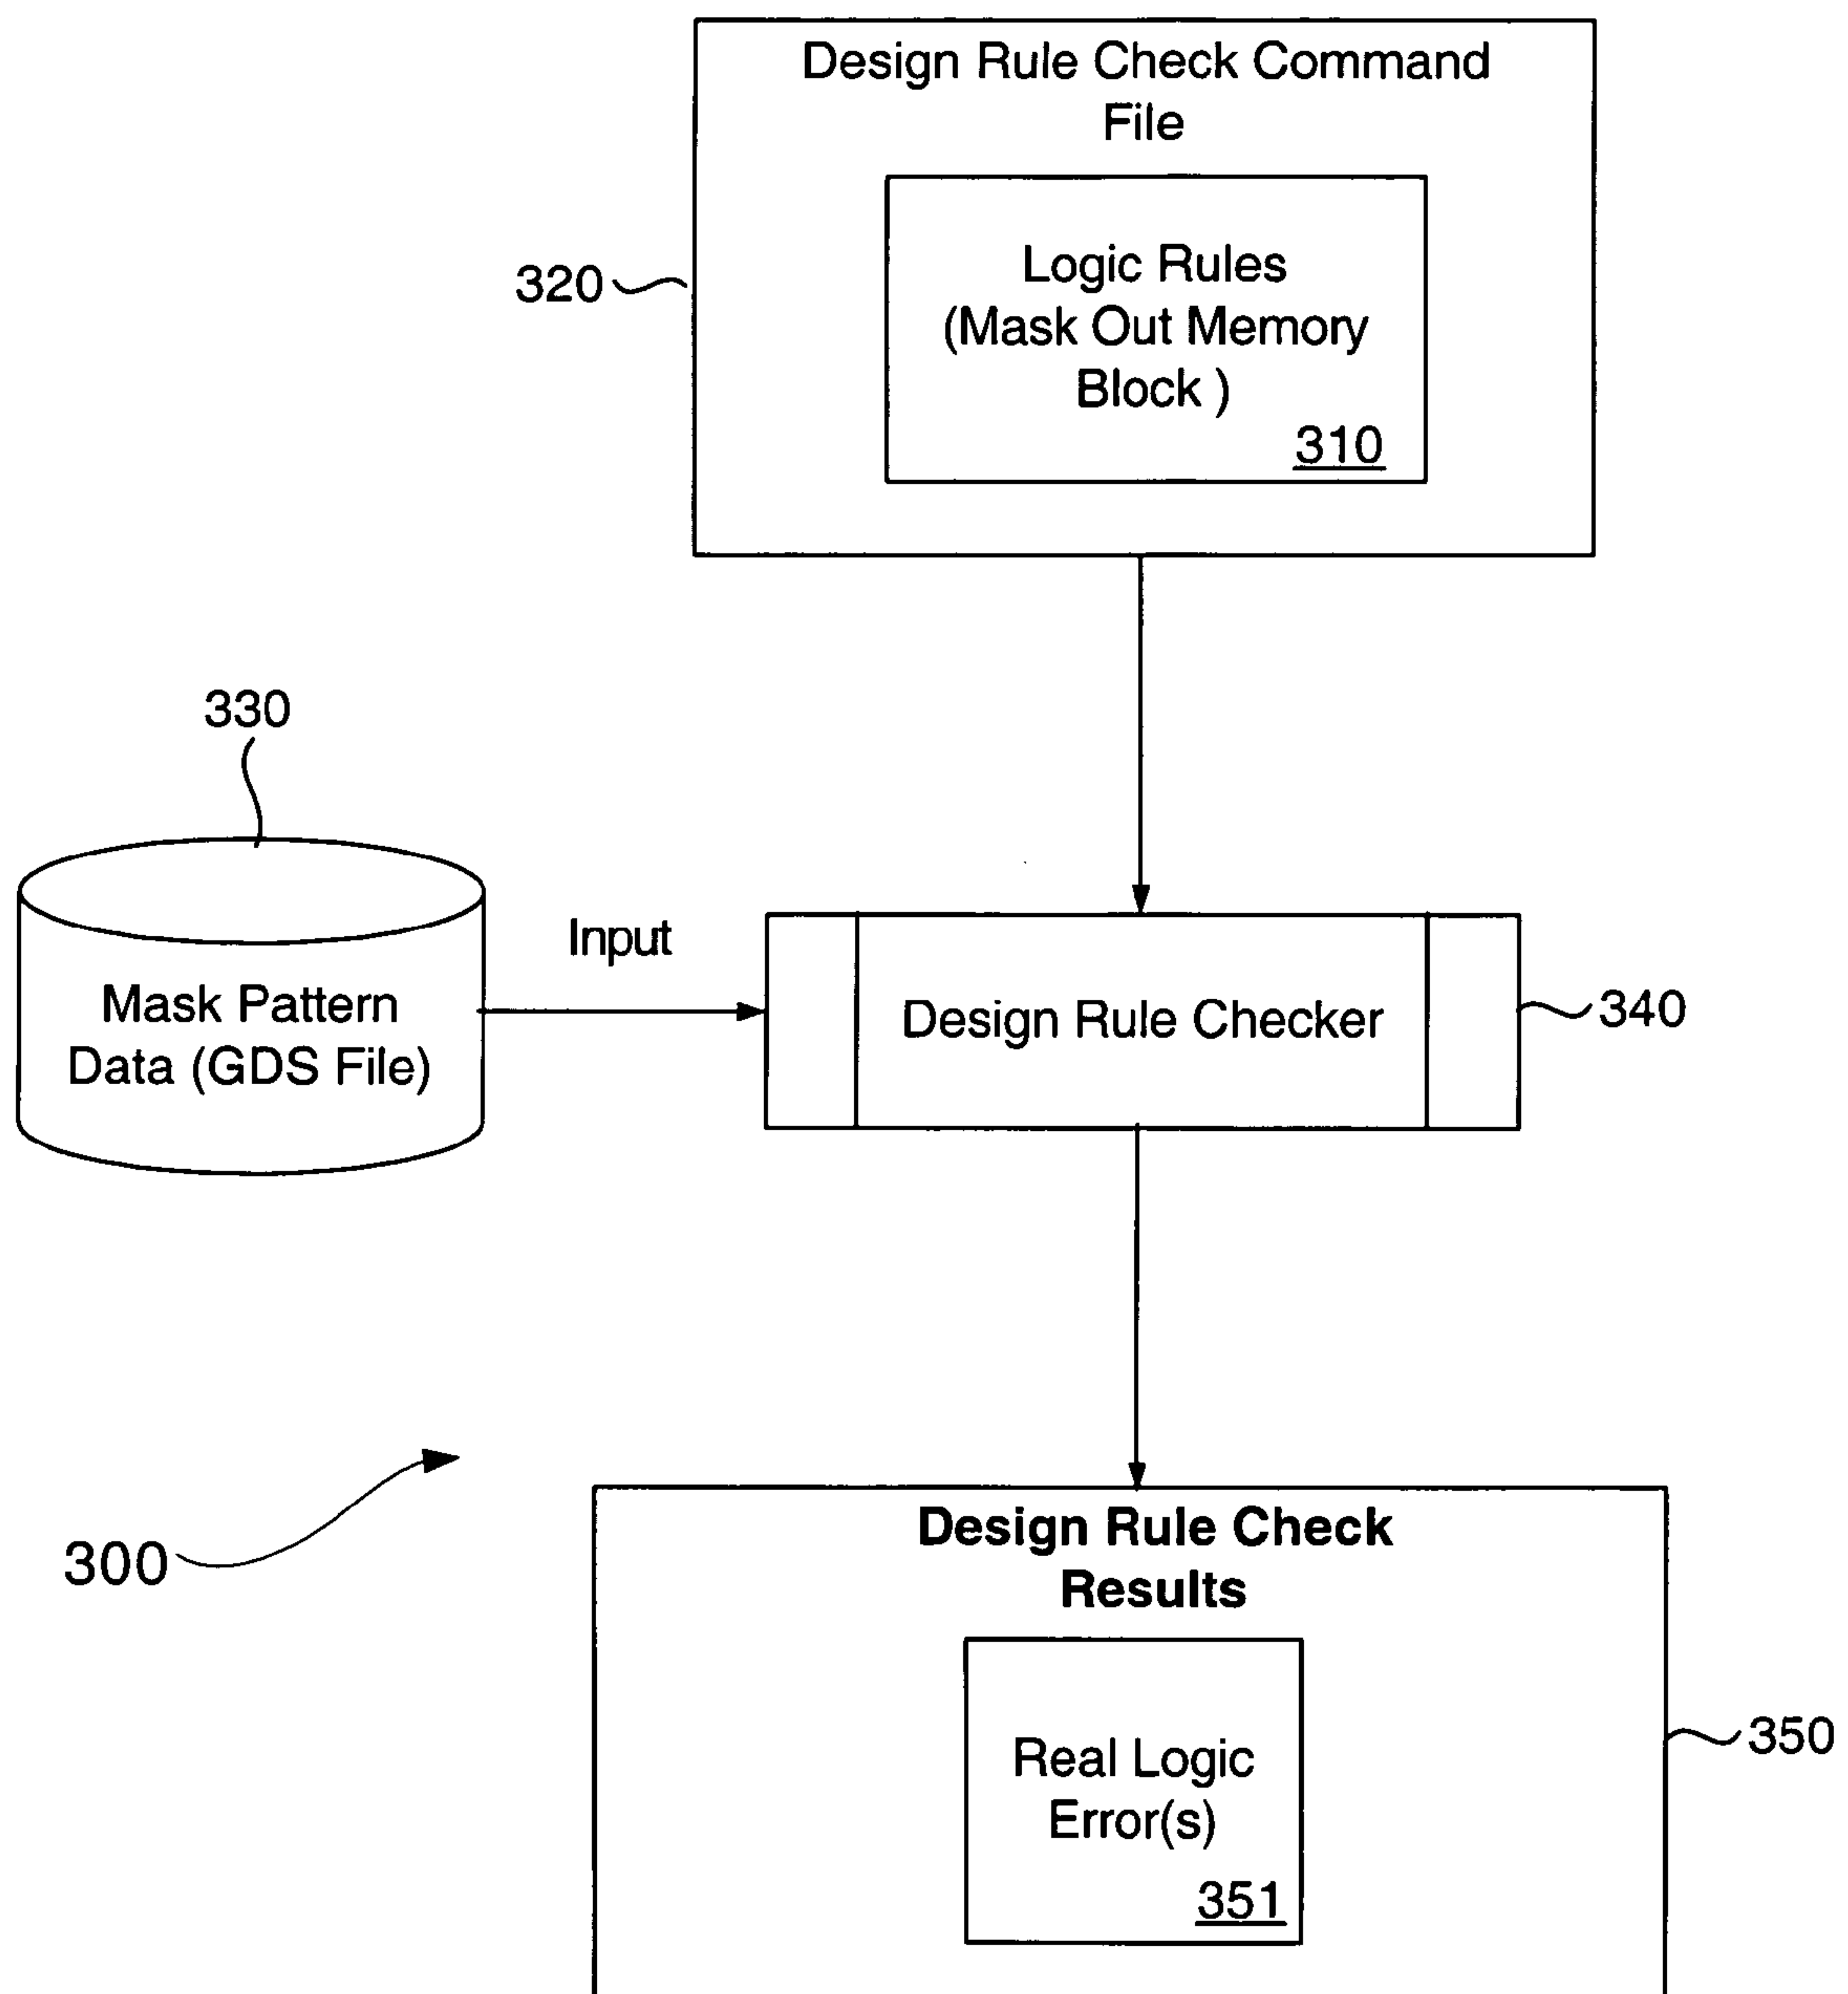 Design Rule Check Command
File
Logic Rules
(Mask Out Memory
Block )
310
320
330
Mask Pattern
Data (GDS File)
Input
Design Rule Checker
340
300
Design Rule Check
Results
Real Logic
Error(s)
351
350